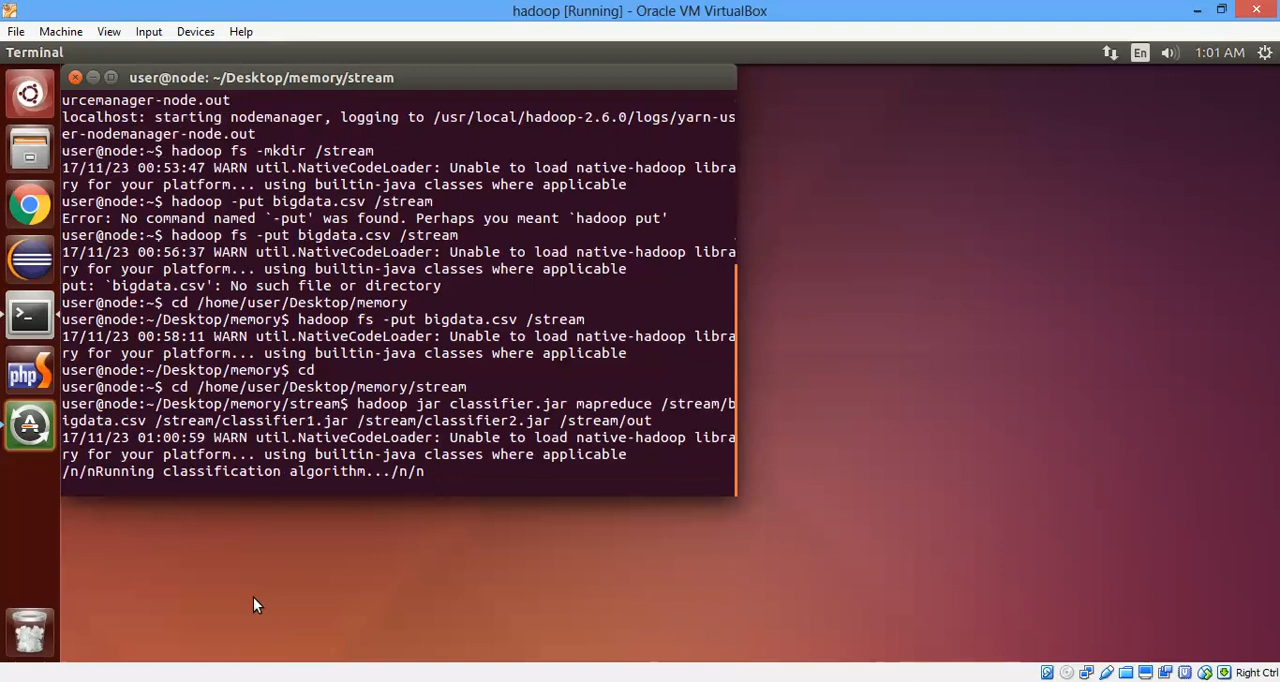 hadoop [Running] - Oracle VM VirtualBox
File Machine View Input Devices Help
Terminal En 1:01 AM
user@node: ~/Desktop/memory/stream
urcemanager-node.out
localhost: starting nodemanager, logging to /usr/local/hadoop-2.6.0/logs/yarn-us
er-nodemanager-node.out
user@node:~$ hadoop fs -mkdir /stream
17/11/23 00:53:47 WARN util.NativeCodeLoader: Unable to load native-hadoop libra
ry for your platform... using builtin-java classes where applicable
user@node:~$ hadoop -put bigdata.csv /stream
Error: No command named `-put' was found. Perhaps you meant `hadoop put'
user@node:~$ hadoop fs -put bigdata.csv /stream
17/11/23 00:56:37 WARN util.NativeCodeLoader: Unable to load native-hadoop libra
ry for your platform... using builtin-java classes where applicable
put: `bigdata.csv': No such file or directory
user@node:~$ cd /home/user/Desktop/memory
user@node:~/Desktop/memory$ hadoop fs -put bigdata.csv /stream
17/11/23 00:58:11 WARN util.NativeCodeLoader: Unable to load native-hadoop libra
ry for your platform... using builtin-java classes where applicable
user@node:~/Desktop/memory$ cd
user@node:~$ cd /home/user/Desktop/memory/stream
user@node:~/Desktop/memory/stream$ hadoop jar classifier.jar mapreduce /stream/b
igdata.csv /stream/classifier1.jar /stream/classifier2.jar /stream/out
17/11/23 01:00:59 WARN util.NativeCodeLoader: Unable to load native-hadoop libra
ry for your platform... using builtin-java classes where applicable
/n/nRunning classification algorithm.../n/n
php
Right Ctrl